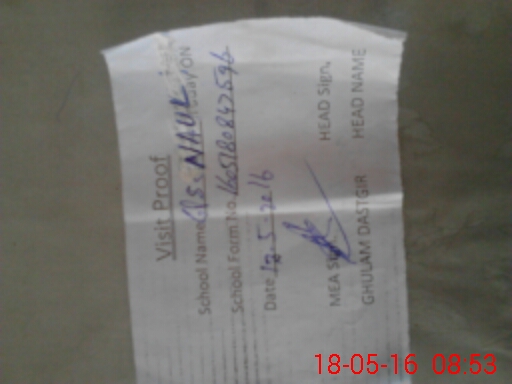 Visit Proof
School Name GPS. NAUL
School Form No. 1605180842596
Date 17-5-2016
MEA Sign. HEAD Sign.
GHULAM DASTGIR HEAD NAME
18-05-16 08:53